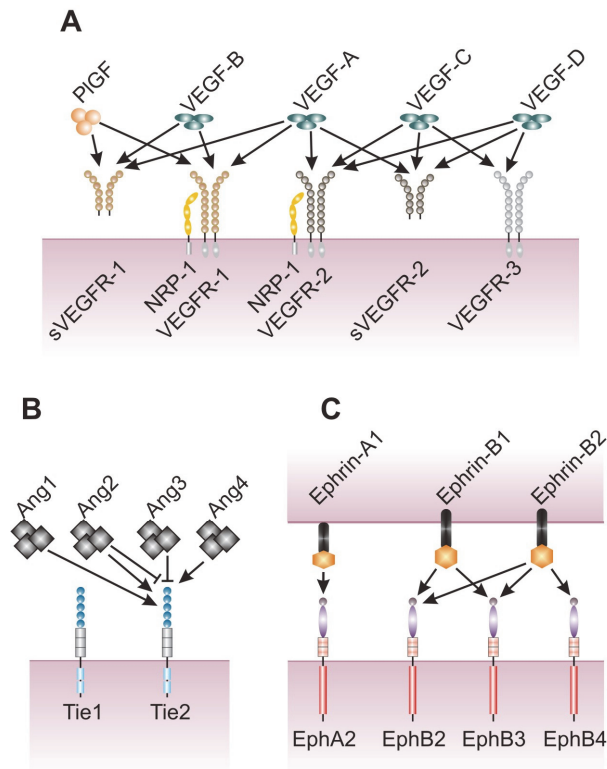 A
PlGF
VEGF-B
VEGF-A
VEGF-C
VEGF-D
sVEGFR-1
NRP-1
VEGFR-1
NRP-1
VEGFR-2
sVEGFR-2
VEGFR-3
B
Ang1
Ang2
Ang3
Ang4
Tie1
Tie2
C
Ephrin-A1
Ephrin-B1
Ephrin-B2
EphA2
EphB2
EphB3
EphB4